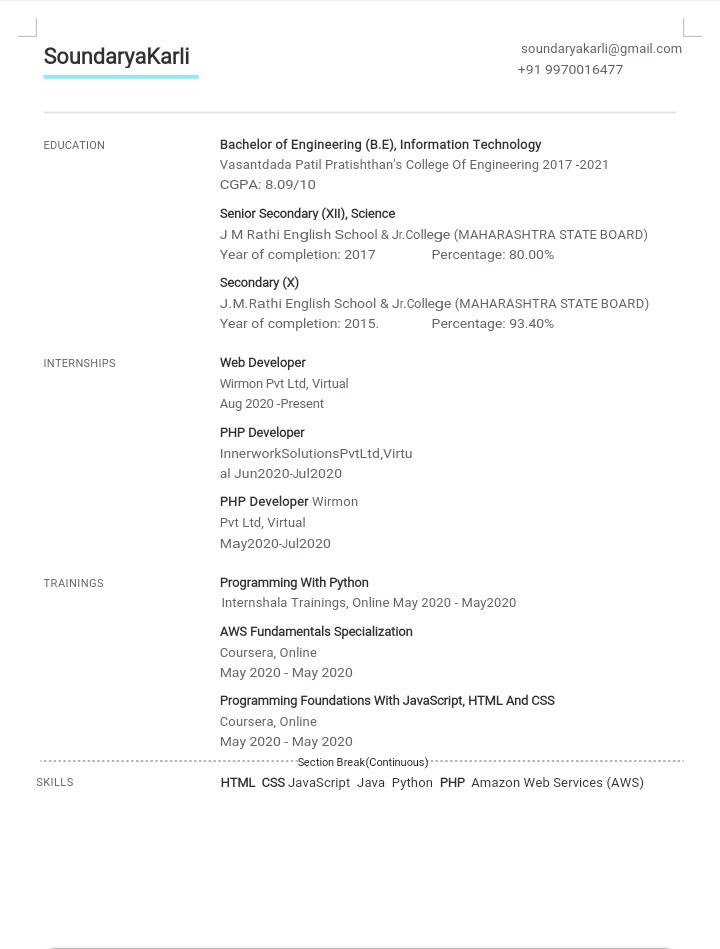 SoundaryaKarli
soundaryakarli@gmail.com
+91 9970016477
EDUCATION
Bachelor of Engineering (B.E), Information Technology
Vasantdada Patil Pratishthan's College Of Engineering 2017 -2021
CGPA: 8.09/10
Senior Secondary (XII), Science
J M Rathi English School & Jr.College (MAHARASHTRA STATE BOARD)
Year of completion: 2017 Percentage: 80.00%
Secondary (X)
J.M.Rathi English School & Jr.College (MAHARASHTRA STATE BOARD)
Year of completion: 2015. Percentage: 93.40%
INTERNSHIPS
Web Developer
Wirmon Pvt Ltd, Virtual
Aug 2020 -Present
PHP Developer
InnerworkSolutionsPvtLtd,Virtu
al Jun2020-Jul2020
PHP Developer Wirmon
Pvt Ltd, Virtual
May2020-Jul2020
TRAININGS
Programming With Python
Internshala Trainings, Online May 2020 - May2020
AWS Fundamentals Specialization
Coursera, Online
May 2020 - May 2020
Programming Foundations With JavaScript, HTML And CSS
Coursera, Online
May 2020 - May 2020
Section Break(Continuous)
SKILLS
HTML CSS JavaScript Java Python PHP Amazon Web Services (AWS)